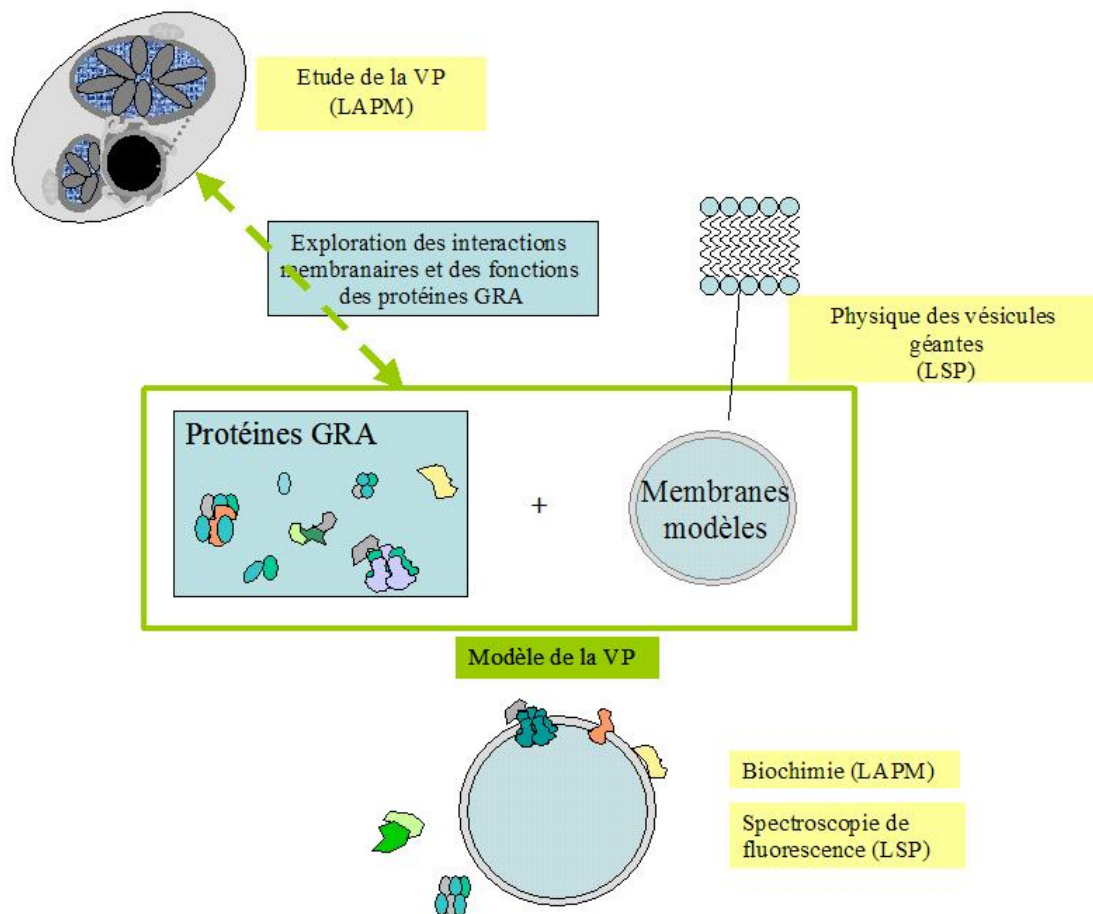 Etude de la VP
(LAPM)
Exploration des interactions
membranaires et des fonctions
des protéines GRA
Physique des vésicules
géantes
(LSP)
Protéines GRA
+
Membranes
modèles
Modèle de la VP
Biochimie (LAPM)
Spectroscopie de
fluorescence (LSP)